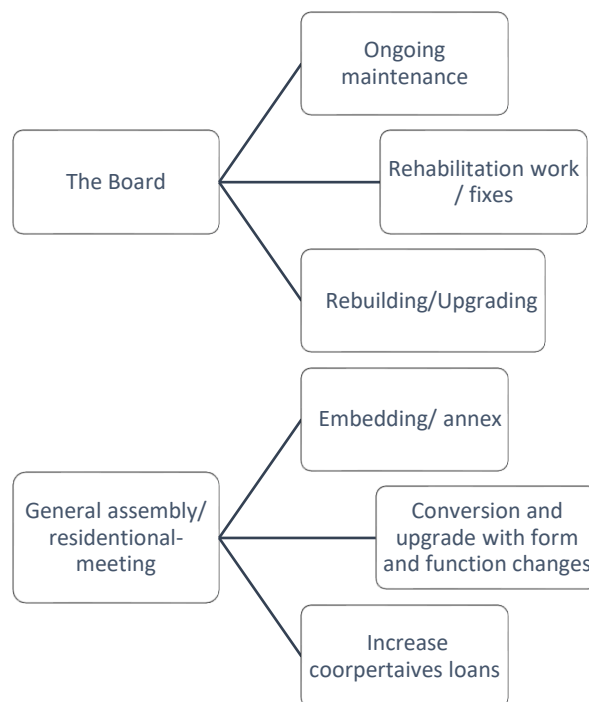 Ongoing
maintenance
The Board
Rehabilitation work
/ fixes
Rebuilding/Upgrading
Embedding/ annex
General assembly/
residentional-
meeting
Conversion and
upgrade with form
and function changes
Increase
coorpertaives loans